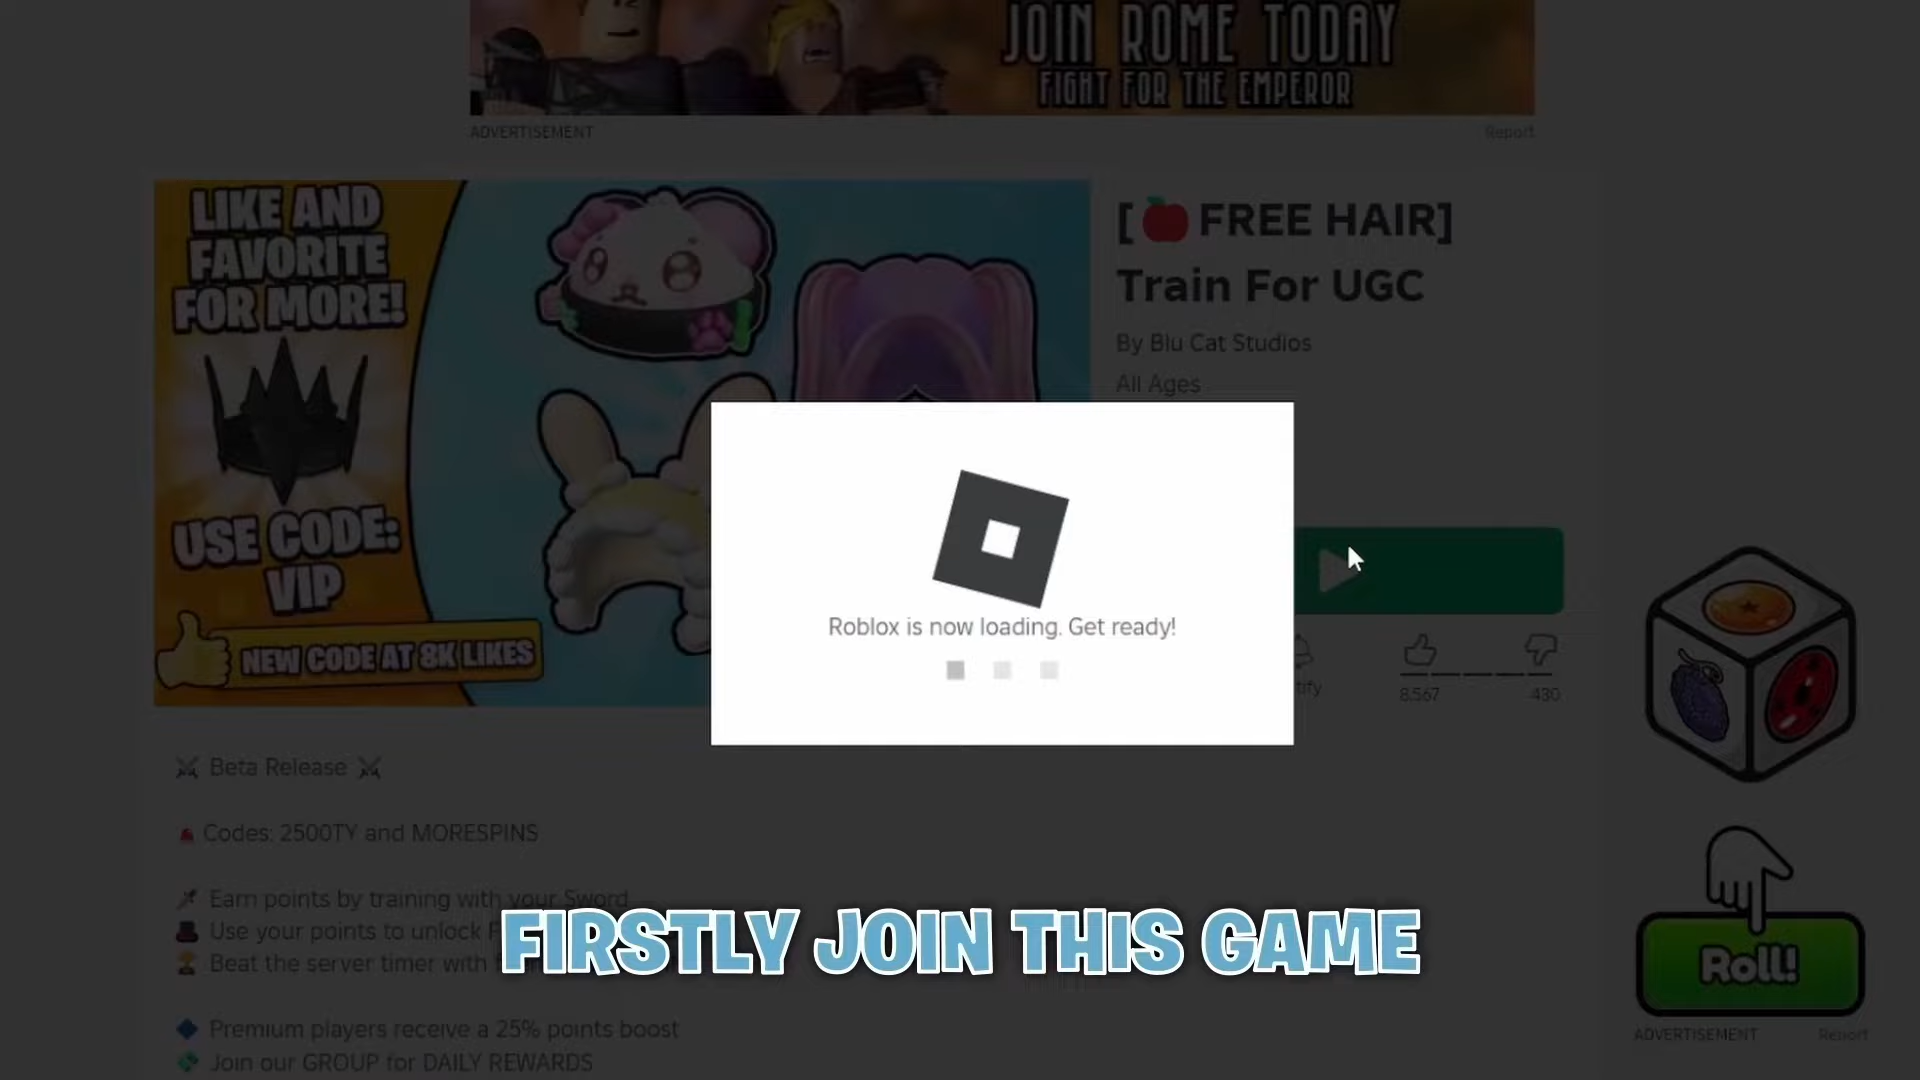 JOIN ROME TODAY
FIGHT FOR THE EMPEROR
ADVERTISEMENT
Report
LIKE AND
FAVORITE
FOR MORE!
USE CODE:
VIP
NEW CODE AT 8K LIKES
[🍎FREE HAIR]
Train For UGC
By Blu Cat Studios
All Ages
Roblox is now loading. Get ready!
tify
8,567
430
Beta Release
Codes: 2500TY and MORESPINS
Earn points by training with your Sword
Use your points to unlock F
Beat the server timer with
FIRSTLY JOIN THIS GAME
Premium players receive a 25% points boost
Join our GROUP for DAILY REWARDS
Roll!
ADVERTISEMENT
Report